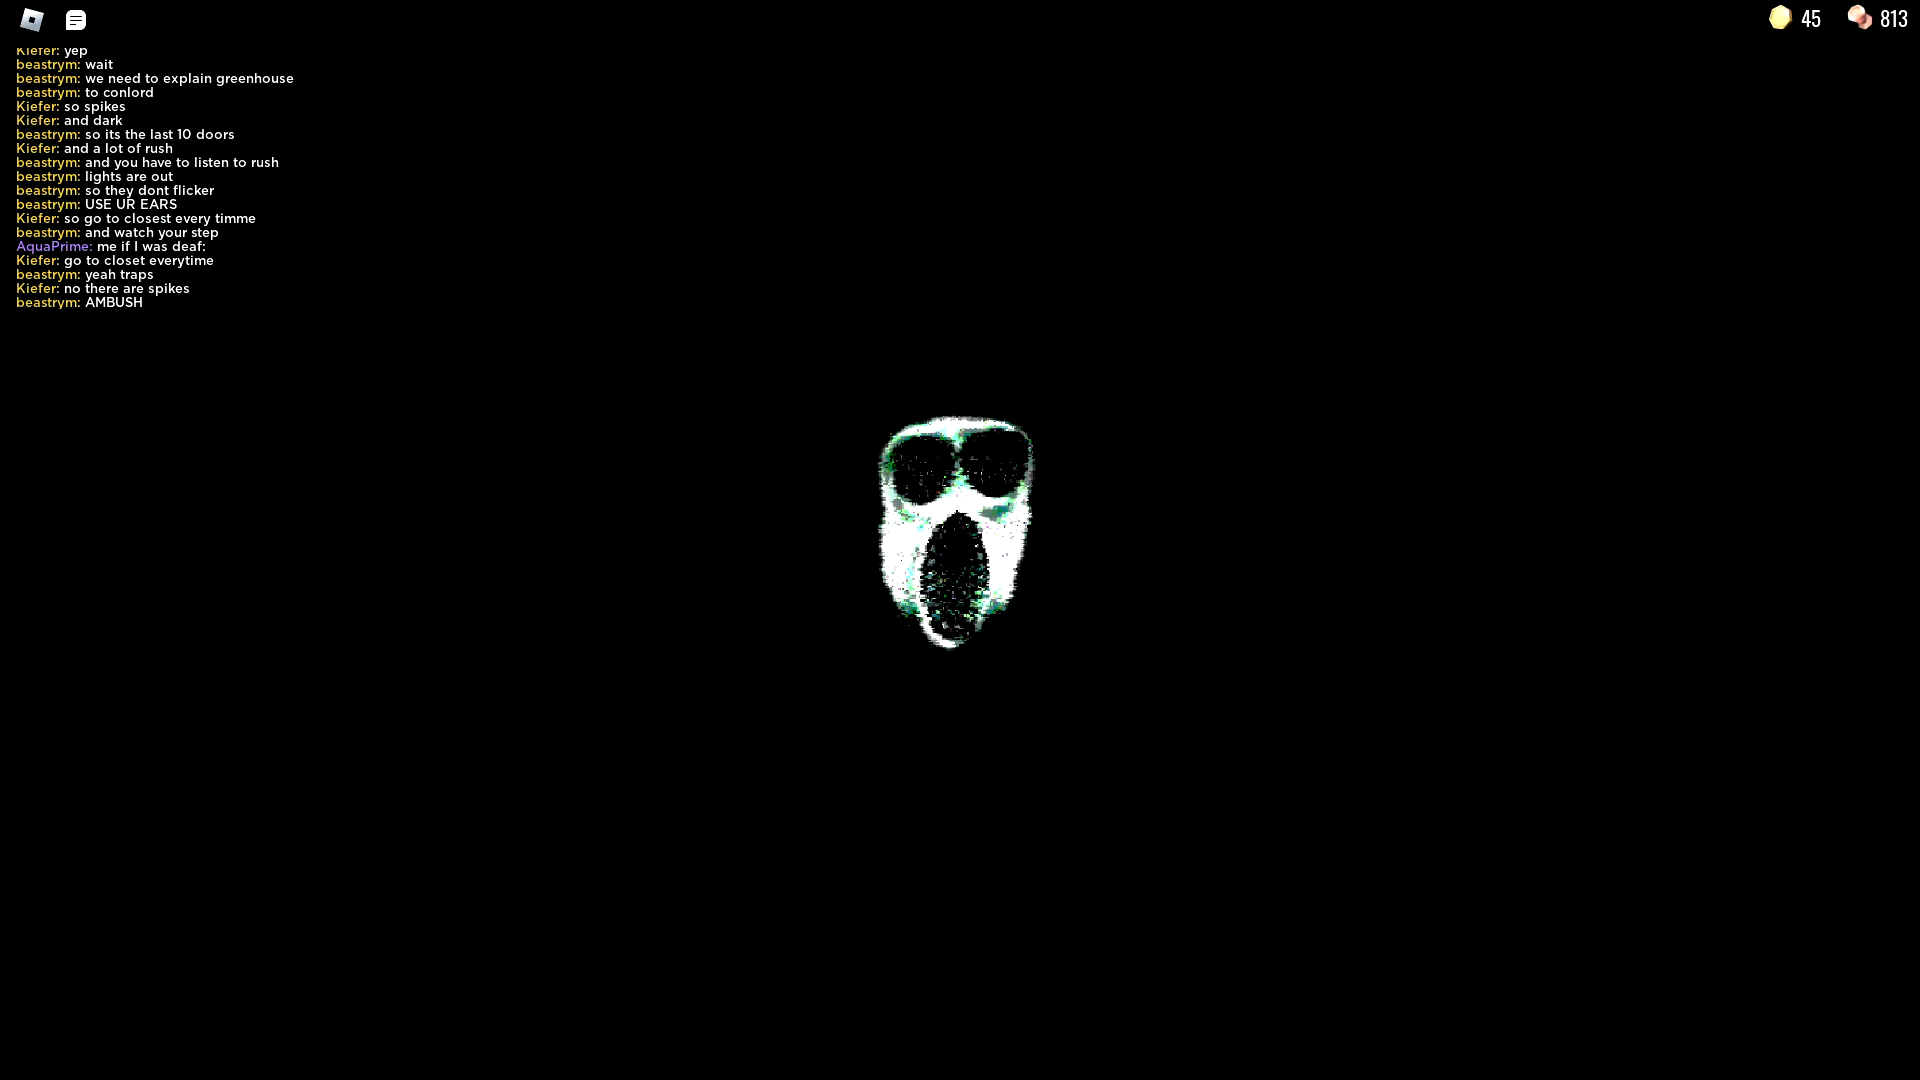 45
813
Kiefer: yep
beastrym: wait
beastrym: we need to explain greenhouse
beastrym: to conlord
Kiefer: so spikes
Kiefer: and dark
beastrym: so its the last 10 doors
Kiefer: and a lot of rush
beastrym: and you have to listen to rush
beastrym: lights are out
beastrym: so they dont flicker
beastrym: USE UR EARS
Kiefer: so go to closest every timme
beastrym: and watch your step
AquaPrime: me if I was deaf:
Kiefer: go to closet everytime
beastrym: yeah traps
Kiefer: no there are spikes
beastrym: AMBUSH